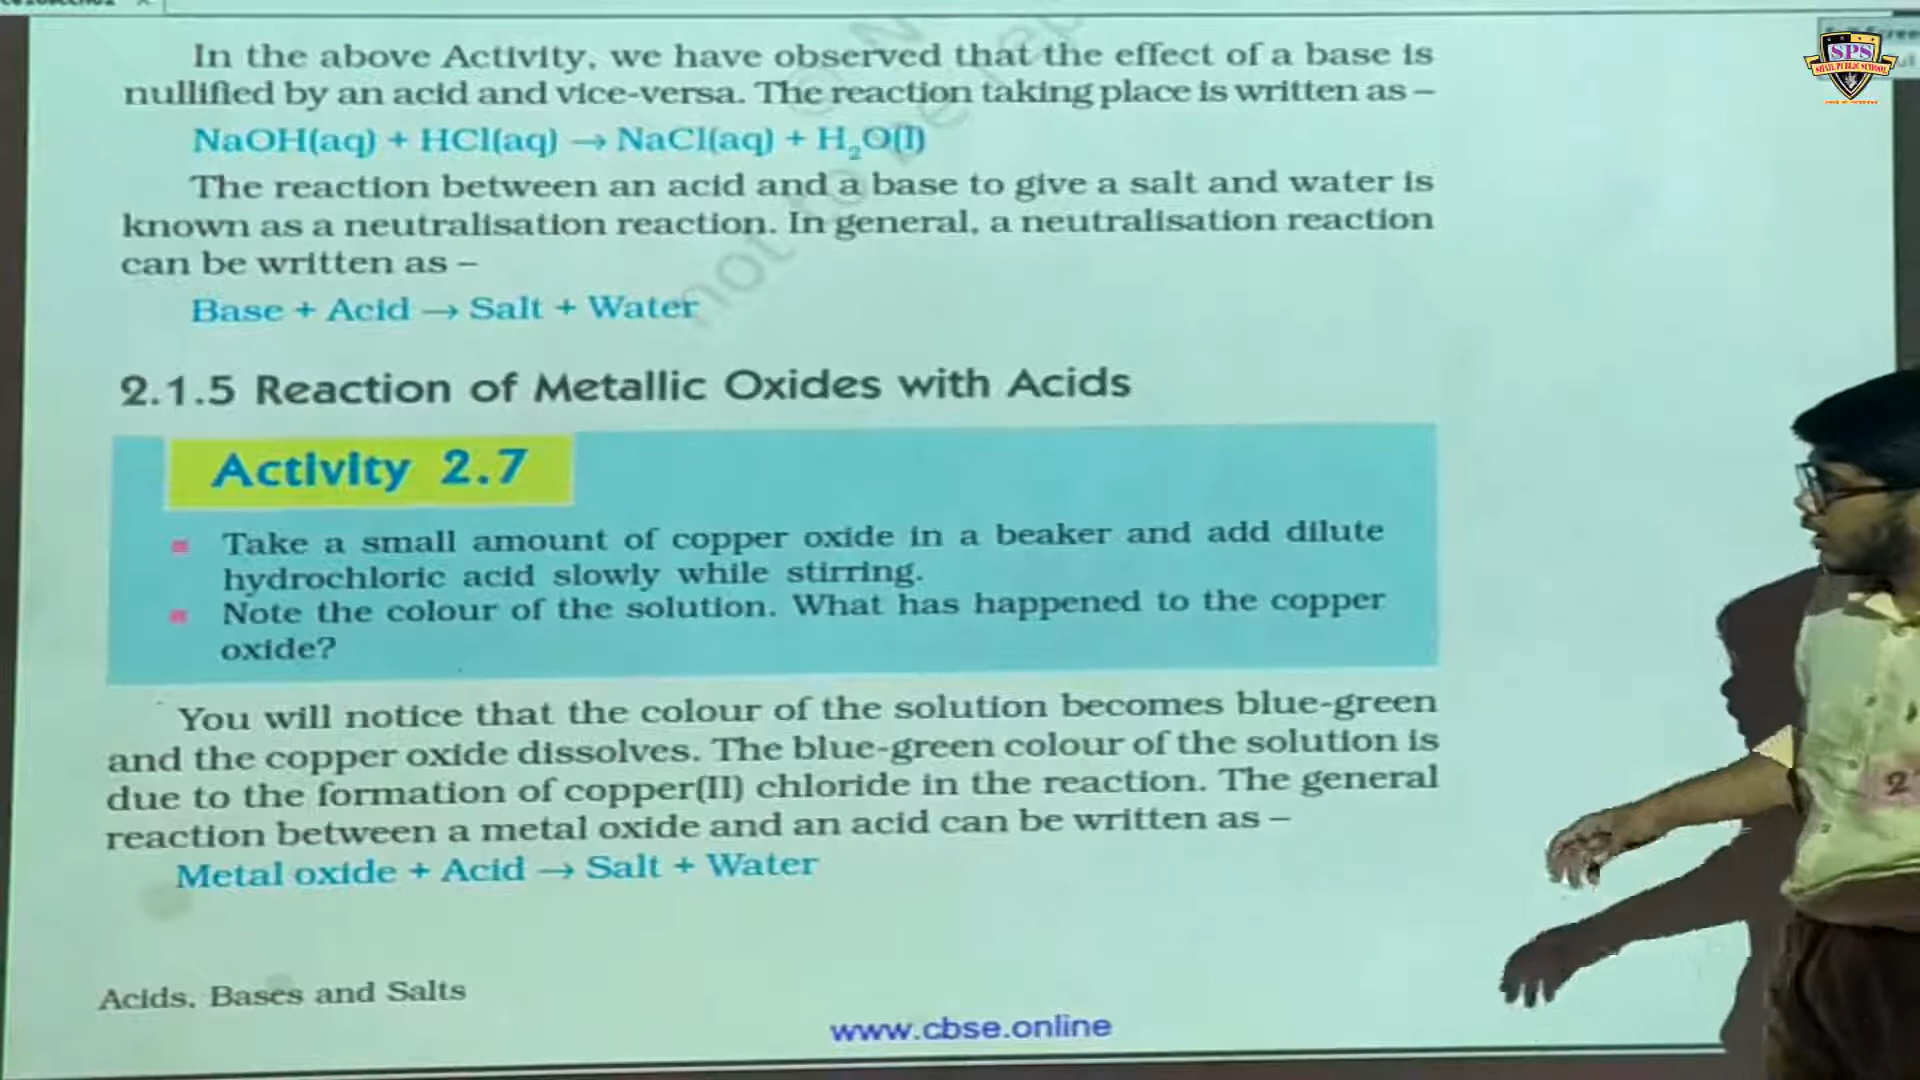 SPS
In the above Activity, we have observed that the effect of a base is
nullified by an acid and vice-versa. The reaction taking place is written as –
NaOH(aq) + HCl(aq) → NaCl(aq) + H₂O(l)
The reaction between an acid and a base to give a salt and water is
known as a neutralisation reaction. In general, a neutralisation reaction
can be written as –
Base + Acid → Salt + Water
2.1.5 Reaction of Metallic Oxides with Acids
Activity 2.7
Take a small amount of copper oxide in a beaker and add dilute
hydrochloric acid slowly while stirring.
Note the colour of the solution. What has happened to the copper
oxide?
You will notice that the colour of the solution becomes blue-green
and the copper oxide dissolves. The blue-green colour of the solution is
due to the formation of copper(II) chloride in the reaction. The general
reaction between a metal oxide and an acid can be written as –
Metal oxide + Acid → Salt + Water
Acids, Bases and Salts
www.cbse.online
not to be
2